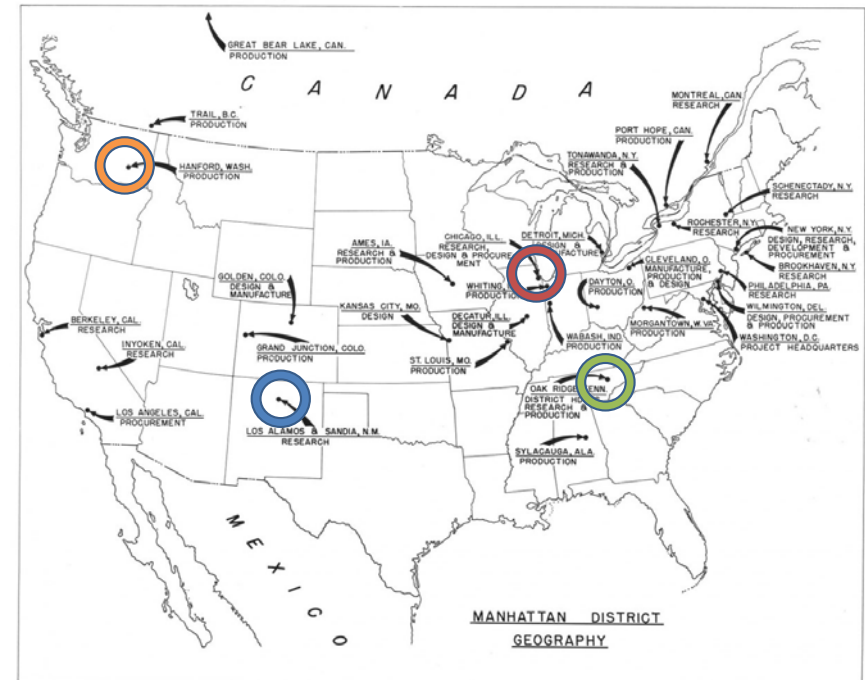 GREAT BEAR LAKE, CAN.
PRODUCTION
C A N A D A
MONTREAL, CAN.
RESEARCH
TRAIL, B.C.
PRODUCTION
PORT HOPE, CAN.
PRODUCTION
TONAWANDA, N.Y.
RESEARCH &
PRODUCTION
HANFORD, WASH.
PRODUCTION
SCHENECTADY, N.Y.
RESEARCH
ROCHESTER, N.Y.
RESEARCH
NEW YORK, N.Y.
DESIGN, RESEARCH,
DEVELOPMENT &
PROCUREMENT
CHICAGO, ILL.
RESEARCH,
DESIGN & PROCURE
MENT
DETROIT, MICH.
DESIGN &
MANUFACTURE
AMES, IA.
RESEARCH &
PRODUCTION
CLEVELAND, O.
MANUFACTURE,
PRODUCTION
& DESIGN
BROOKHAVEN, N.Y.
RESEARCH
GOLDEN, COLO.
DESIGN &
MANUFACTURE
WHITING,
PRODUCTION
DAYTON, O.
PRODUCTION
PHILADELPHIA, PA.
RESEARCH
KANSAS CITY, MO.
DESIGN
DECATUR, ILL.
DESIGN &
MANUFACTURE
WILMINGTON, DEL.
DESIGN, PROCUREMENT
& PRODUCTION
BERKELEY, CAL.
RESEARCH
MORGANTOWN, W.VA.
PRODUCTION
WABASH, IND.
PRODUCTION
WASHINGTON, D.C.
PROJECT HEADQUARTERS
INYOKEN, CAL.
RESEARCH
GRAND JUNCTION, COLO.
PRODUCTION
ST. LOUIS, MO.
PRODUCTION
OAK RIDGE, TENN.
DISTRICT
RESEARCH &
PRODUCTION
LOS ANGELES, CAL.
PROCUREMENT
LOS ALAMOS & SANDIA, N.M.
RESEARCH
SYLACAUGA, ALA.
PRODUCTION
M E X I C O
MANHATTAN DISTRICT
GEOGRAPHY